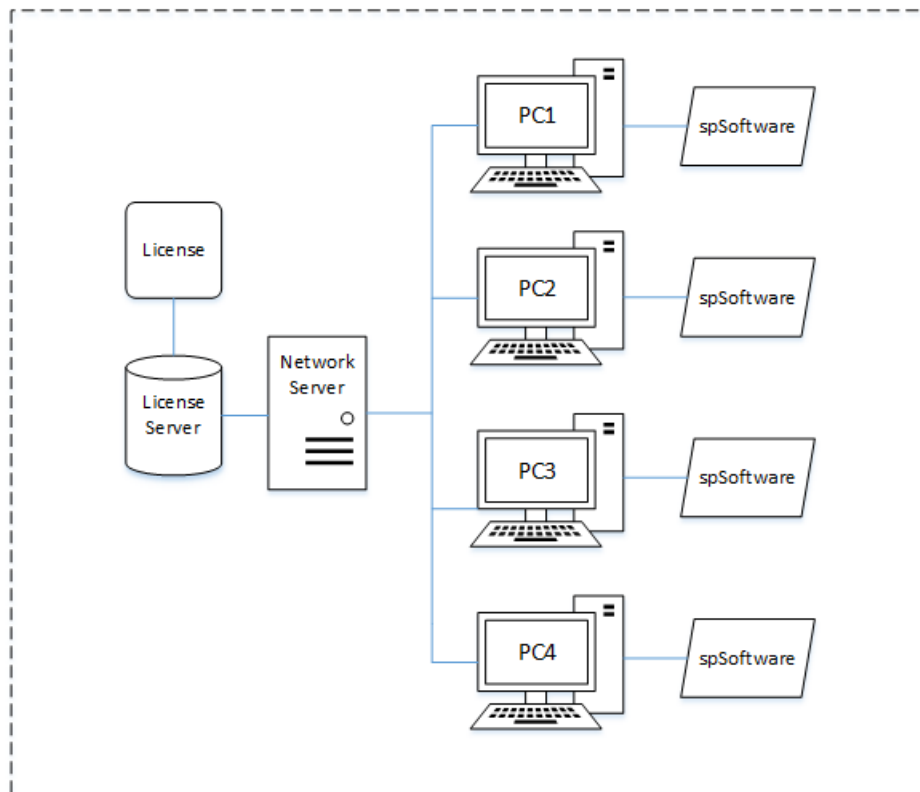 PC1
spSoftware
License
PC2
spSoftware
Network
Server
License
Server
PC3
spSoftware
PC4
spSoftware